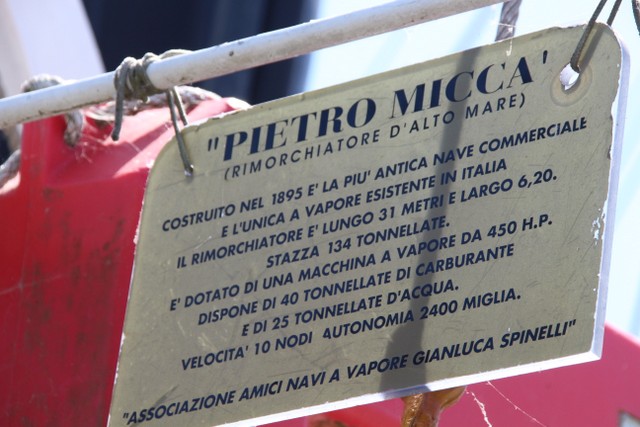 "PIETRO MICCA'
(RIMORCHIATORE D'ALTO MARE)
COSTRUITO NEL 1895 E' LA PIU' ANTICA NAVE COMMERCIALE
E L'UNICA A VAPORE ESISTENTE IN ITALIA
IL RIMORCHIATORE E' LUNGO 31 METRI E LARGO 6,20.
STAZZA 134 TONNELLATE.
E' DOTATO DI UNA MACCHINA A VAPORE DA 450 H.P.
DISPONE DI 40 TONNELLATE DI CARBURANTE
E DI 25 TONNELLATE D'ACQUA.
VELOCITA' 10 NODI AUTONOMIA 2400 MIGLIA.
"ASSOCIAZIONE AMICI NAVI A VAPORE GIANLUCA SPINELLI"